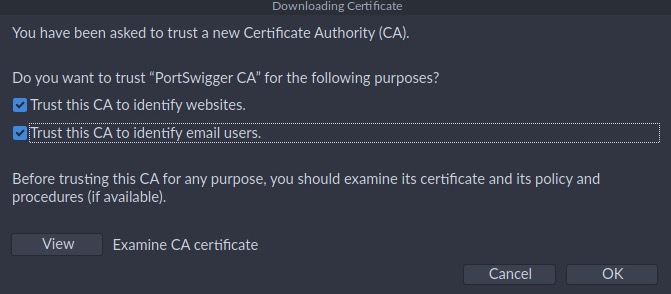 Downloading Certificate
You have been asked to trust a new Certificate Authority (CA).
Do you want to trust “PortSwigger CA” for the following purposes?
Trust this CA to identify websites.
Trust this CA to identify email users.
Before trusting this CA for any purpose, you should examine its certificate and its policy and
procedures (if available).
View Examine CA certificate
Cancel OK